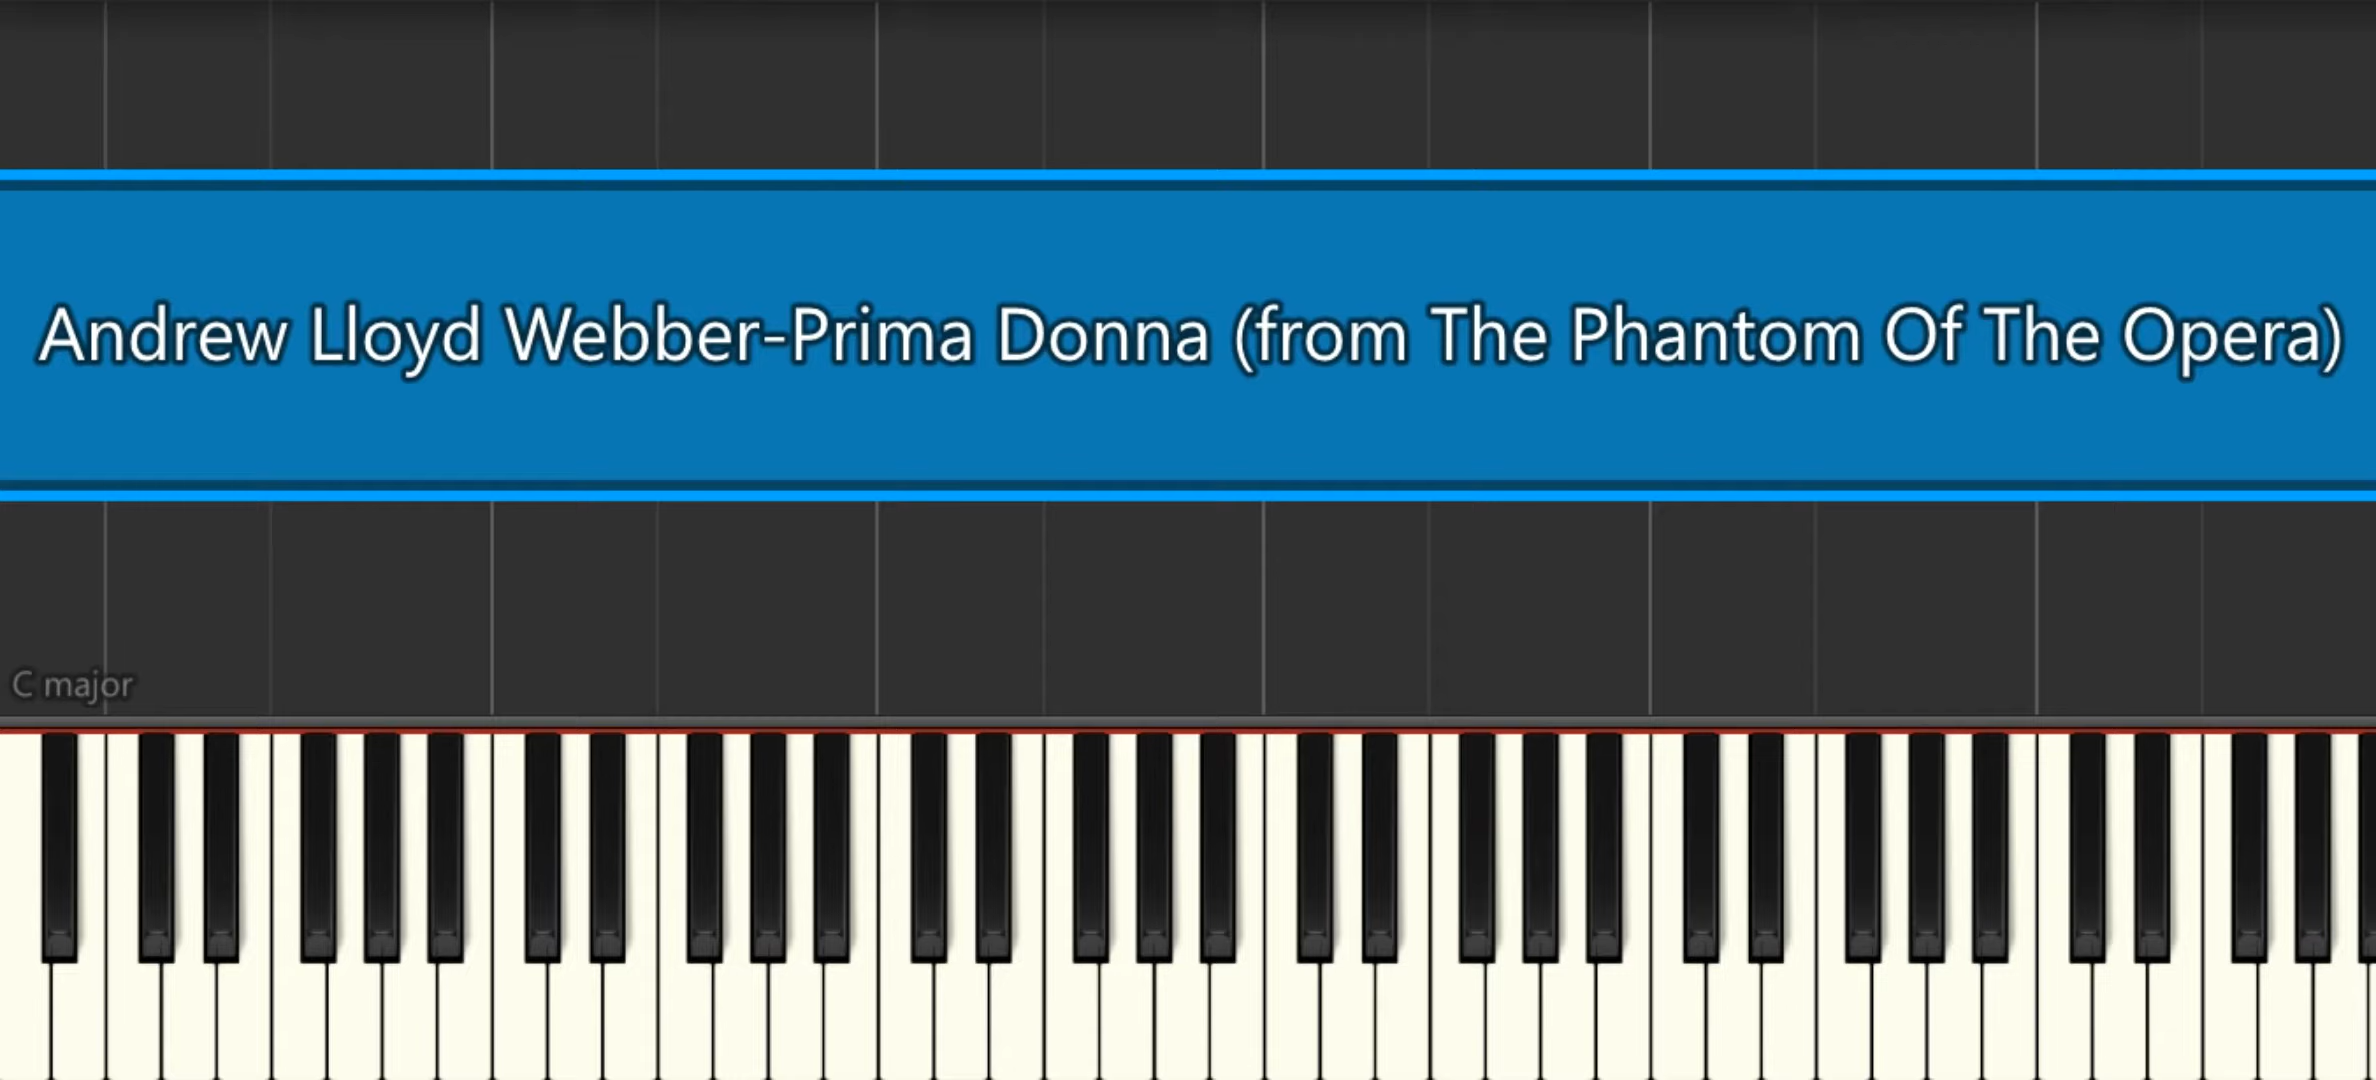 Andrew Lloyd Webber-Prima Donna (from The Phantom Of The Opera)
C major